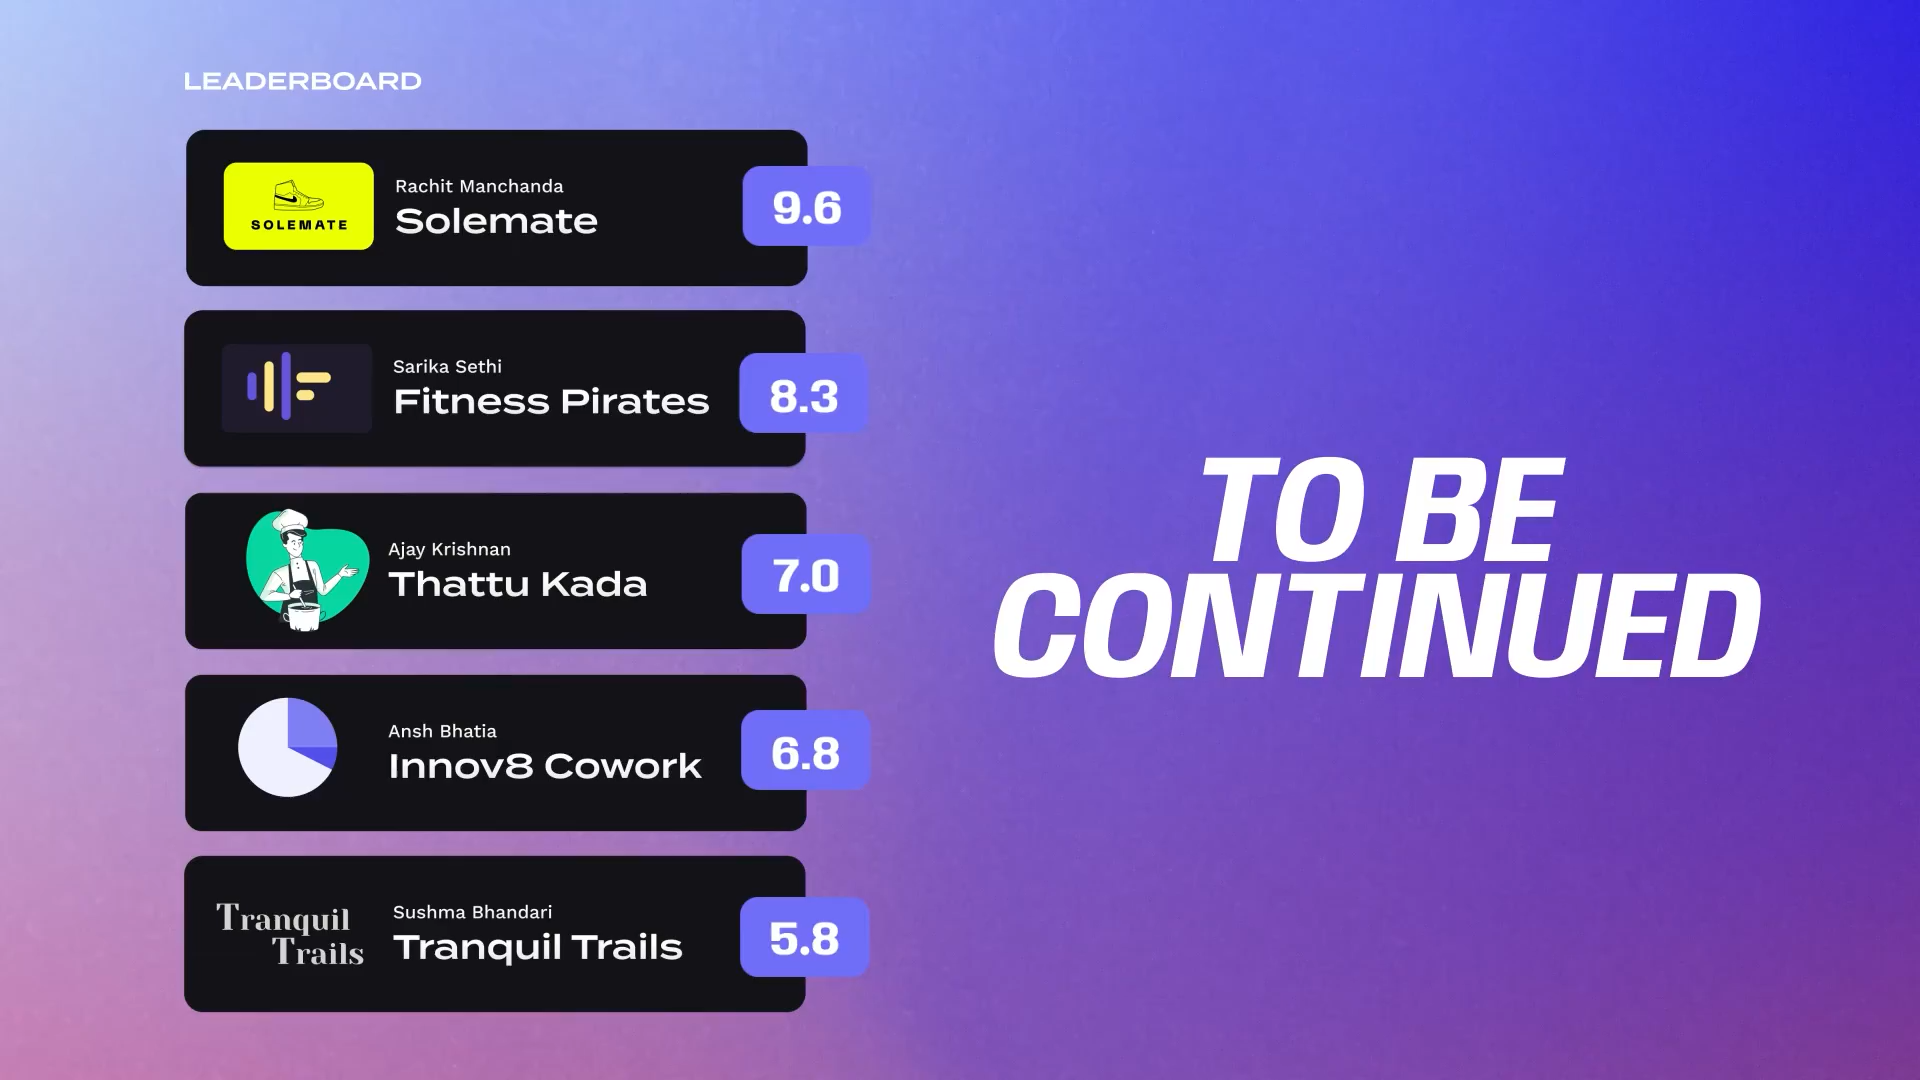 LEADERBOARD
SOLEMATE
Rachit Manchanda
Solemate
9.6
Sarika Sethi
Fitness Pirates
8.3
Ajay Krishnan
Thattu Kada
7.0
Ansh Bhatia
Innov8 Cowork
6.8
Tranquil
Trails
Sushma Bhandari
Tranquil Trails
5.8
TO BE
CONTINUED